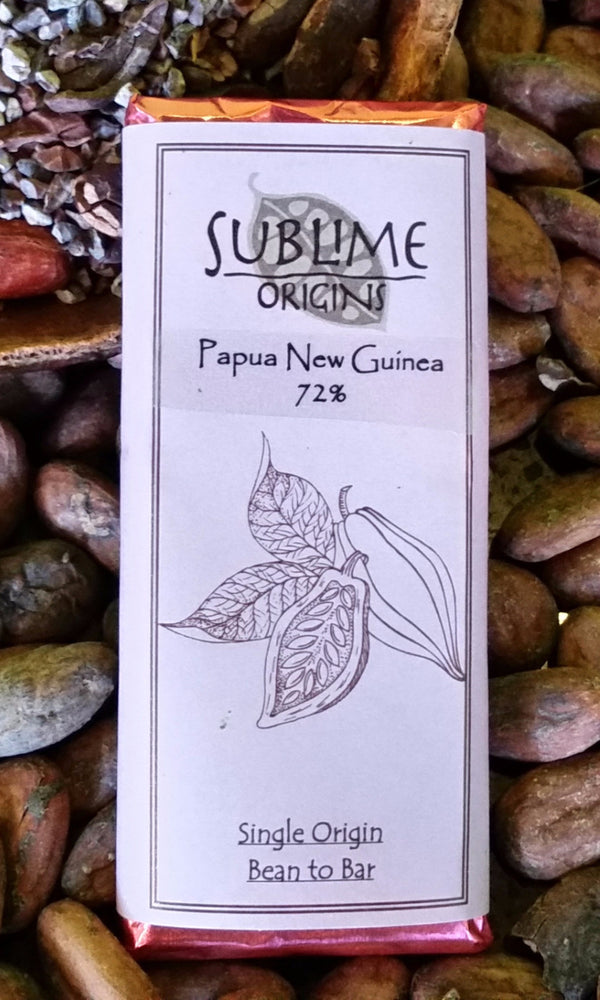 SUBLIME
ORIGINS
Papua New Guinea
72%
Single Origin
Bean to Bar